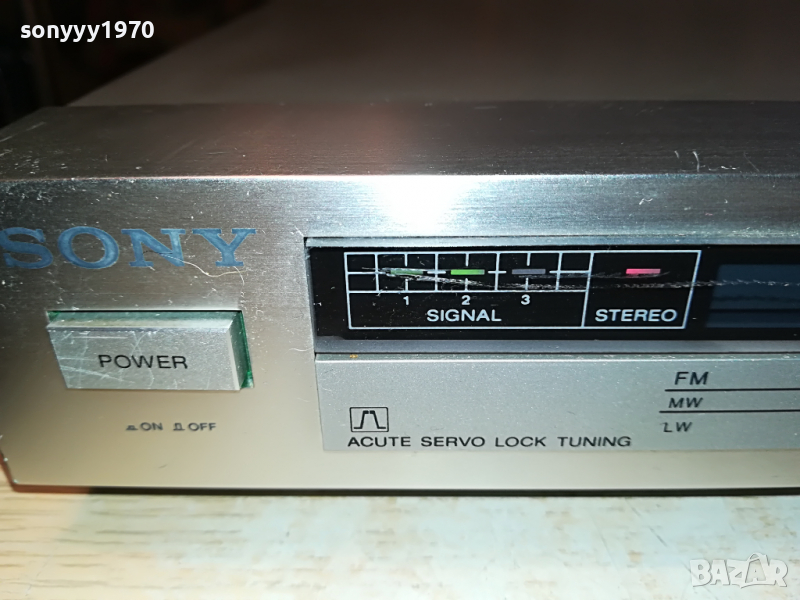 sonyyy1970
SONY
1 2 3
SIGNAL
STEREO
POWER
ON OFF
FM
MW
LW
ACUTE SERVO LOCK TUNING
BAZAR